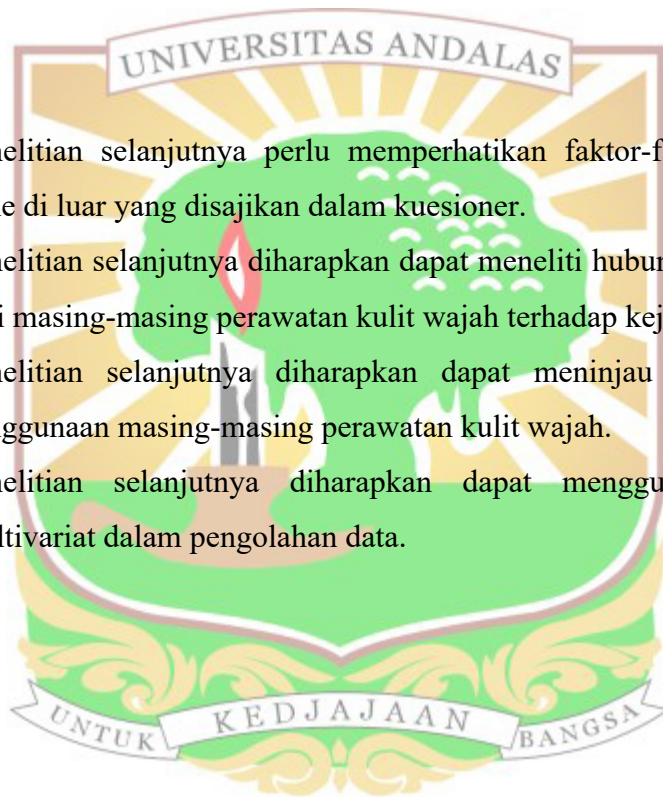 UNIVERSITAS ANDALAS
nelitian selanjutnya perlu memperhatikan faktor-f
e di luar yang disajikan dalam kuesioner.
nelitian selanjutnya diharapkan dapat meneliti hubun
i masing-masing perawatan kulit wajah terhadap kej
nelitian selanjutnya diharapkan dapat meninjau
nggunaan masing-masing perawatan kulit wajah.
nelitian selanjutnya diharapkan dapat menggu
ltivariat dalam pengolahan data.
UNTUK KEDJAJAAN BANGSA